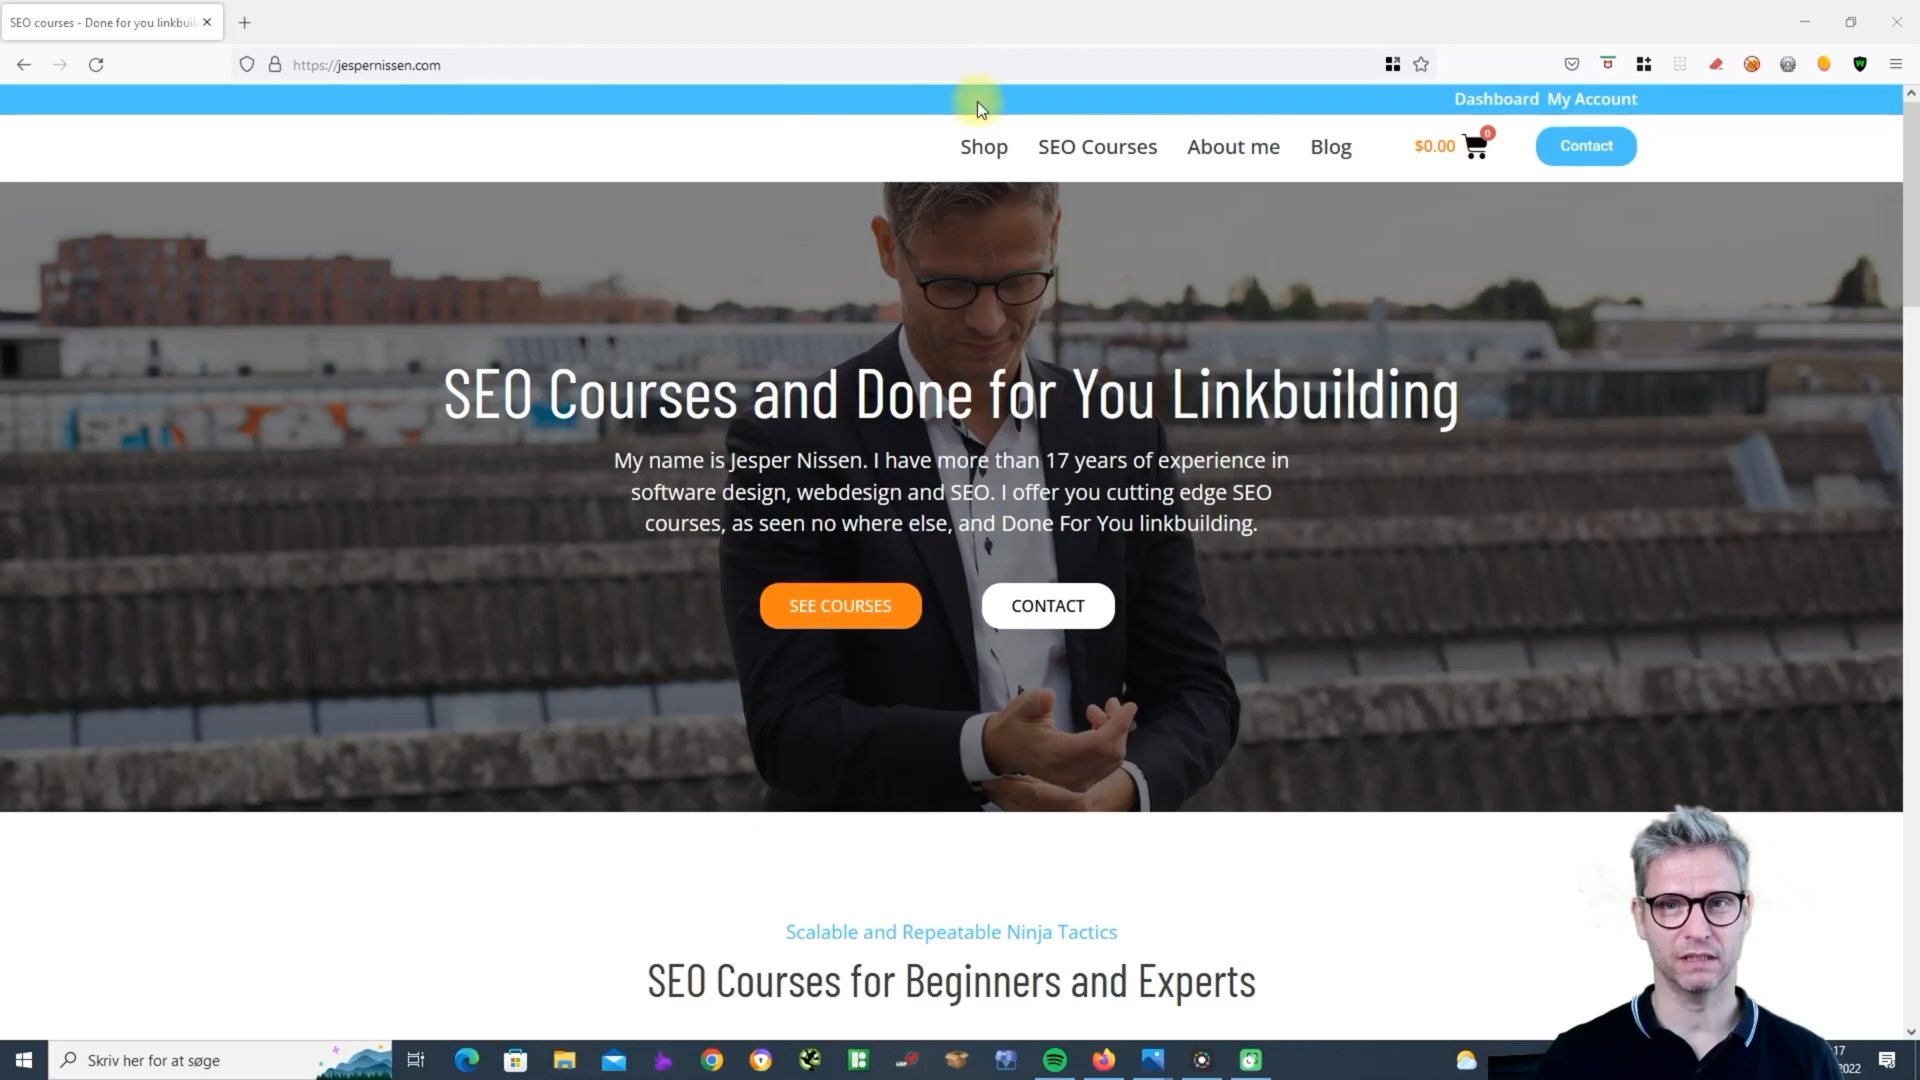 SEO courses - Done for you linkbuil
https://jespernissen.com
Dashboard My Account
Shop SEO Courses About me Blog $0.00 0 Contact
SEO Courses and Done for You Linkbuilding
My name is Jesper Nissen. I have more than 17 years of experience in
software design, webdesign and SEO. I offer you cutting edge SEO
courses, as seen no where else, and Done For You linkbuilding.
SEE COURSES CONTACT
Scalable and Repeatable Ninja Tactics
SEO Courses for Beginners and Experts
Skriv her for at søge
17
2022